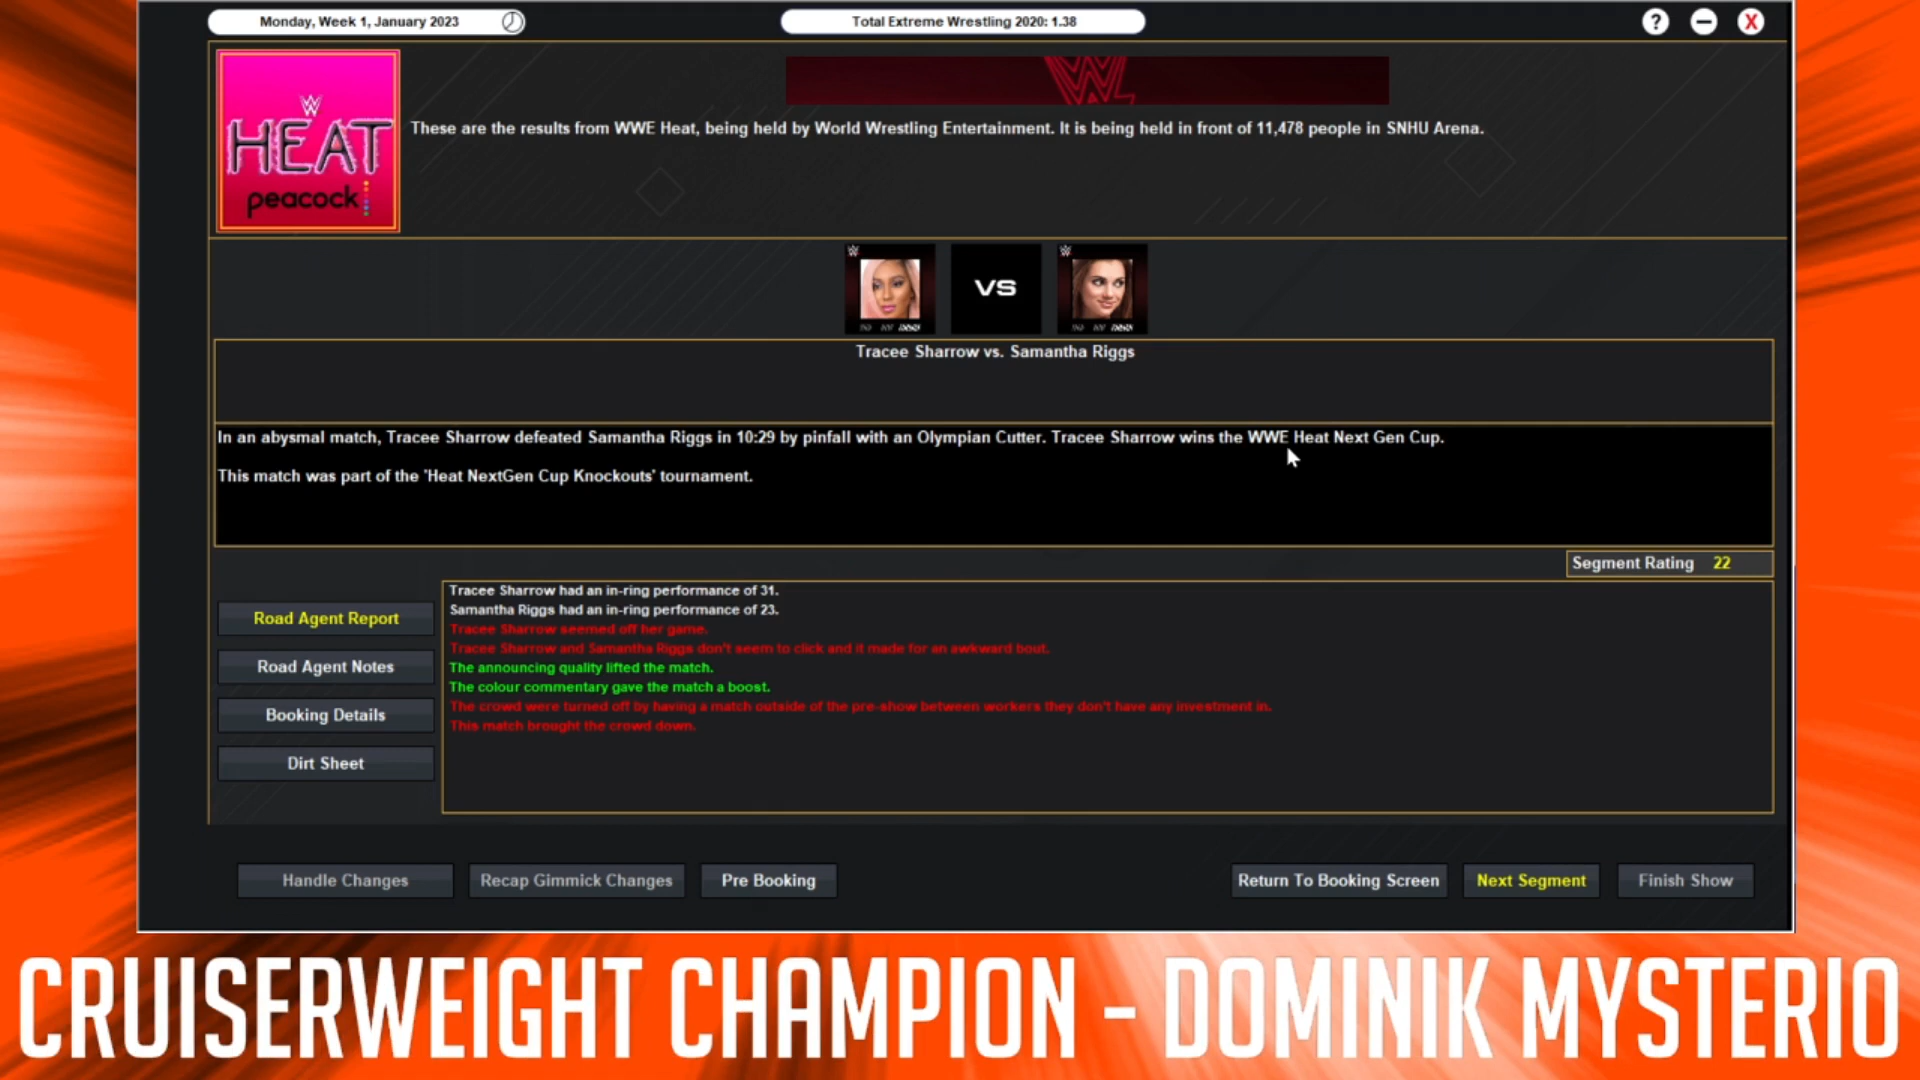 Monday, Week 1, January 2023
Total Extreme Wrestling 2020: 1.38
?
X
W
HEAT
peacock
These are the results from WWE Heat, being held by World Wrestling Entertainment. It is being held in front of 11,478 people in SNHU Arena.
VS
Tracee Sharrow vs. Samantha Riggs
In an abysmal match, Tracee Sharrow defeated Samantha Riggs in 10:29 by pinfall with an Olympian Cutter. Tracee Sharrow wins the WWE Heat Next Gen Cup.
This match was part of the 'Heat NextGen Cup Knockouts' tournament.
Segment Rating 22
Road Agent Report
Road Agent Notes
Booking Details
Dirt Sheet
Tracee Sharrow had an in-ring performance of 31.
Samantha Riggs had an in-ring performance of 23.
Tracee Sharrow seemed off her game.
Tracee Sharrow and Samantha Riggs don't seem to click and it made for an awkward bout.
The announcing quality lifted the match.
The colour commentary gave the match a boost.
The crowd were turned off by having a match outside of the pre-show between workers they don't have any investment in.
This match brought the crowd down.
Handle Changes
Recap Gimmick Changes
Pre Booking
Return To Booking Screen
Next Segment
Finish Show
CRUISERWEIGHT CHAMPION - DOMINIK MYSTERIO